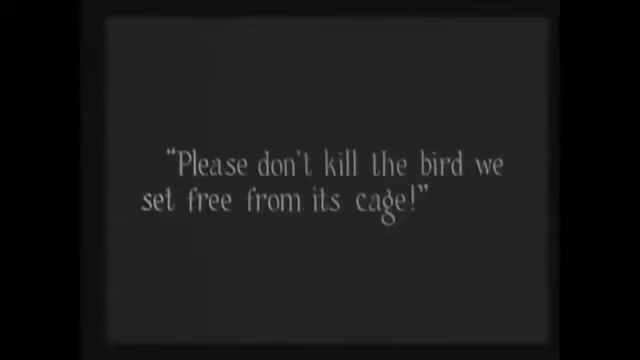 “Please don't kill the bird we
set free from its cage!”